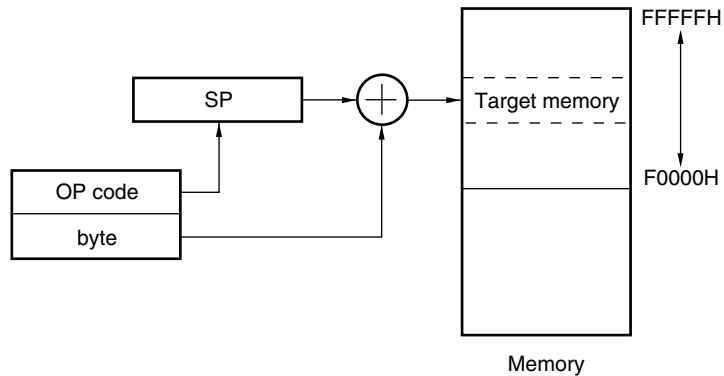 FFFFFH
SP
Target memory
F0000H
OP code
byte
Memory